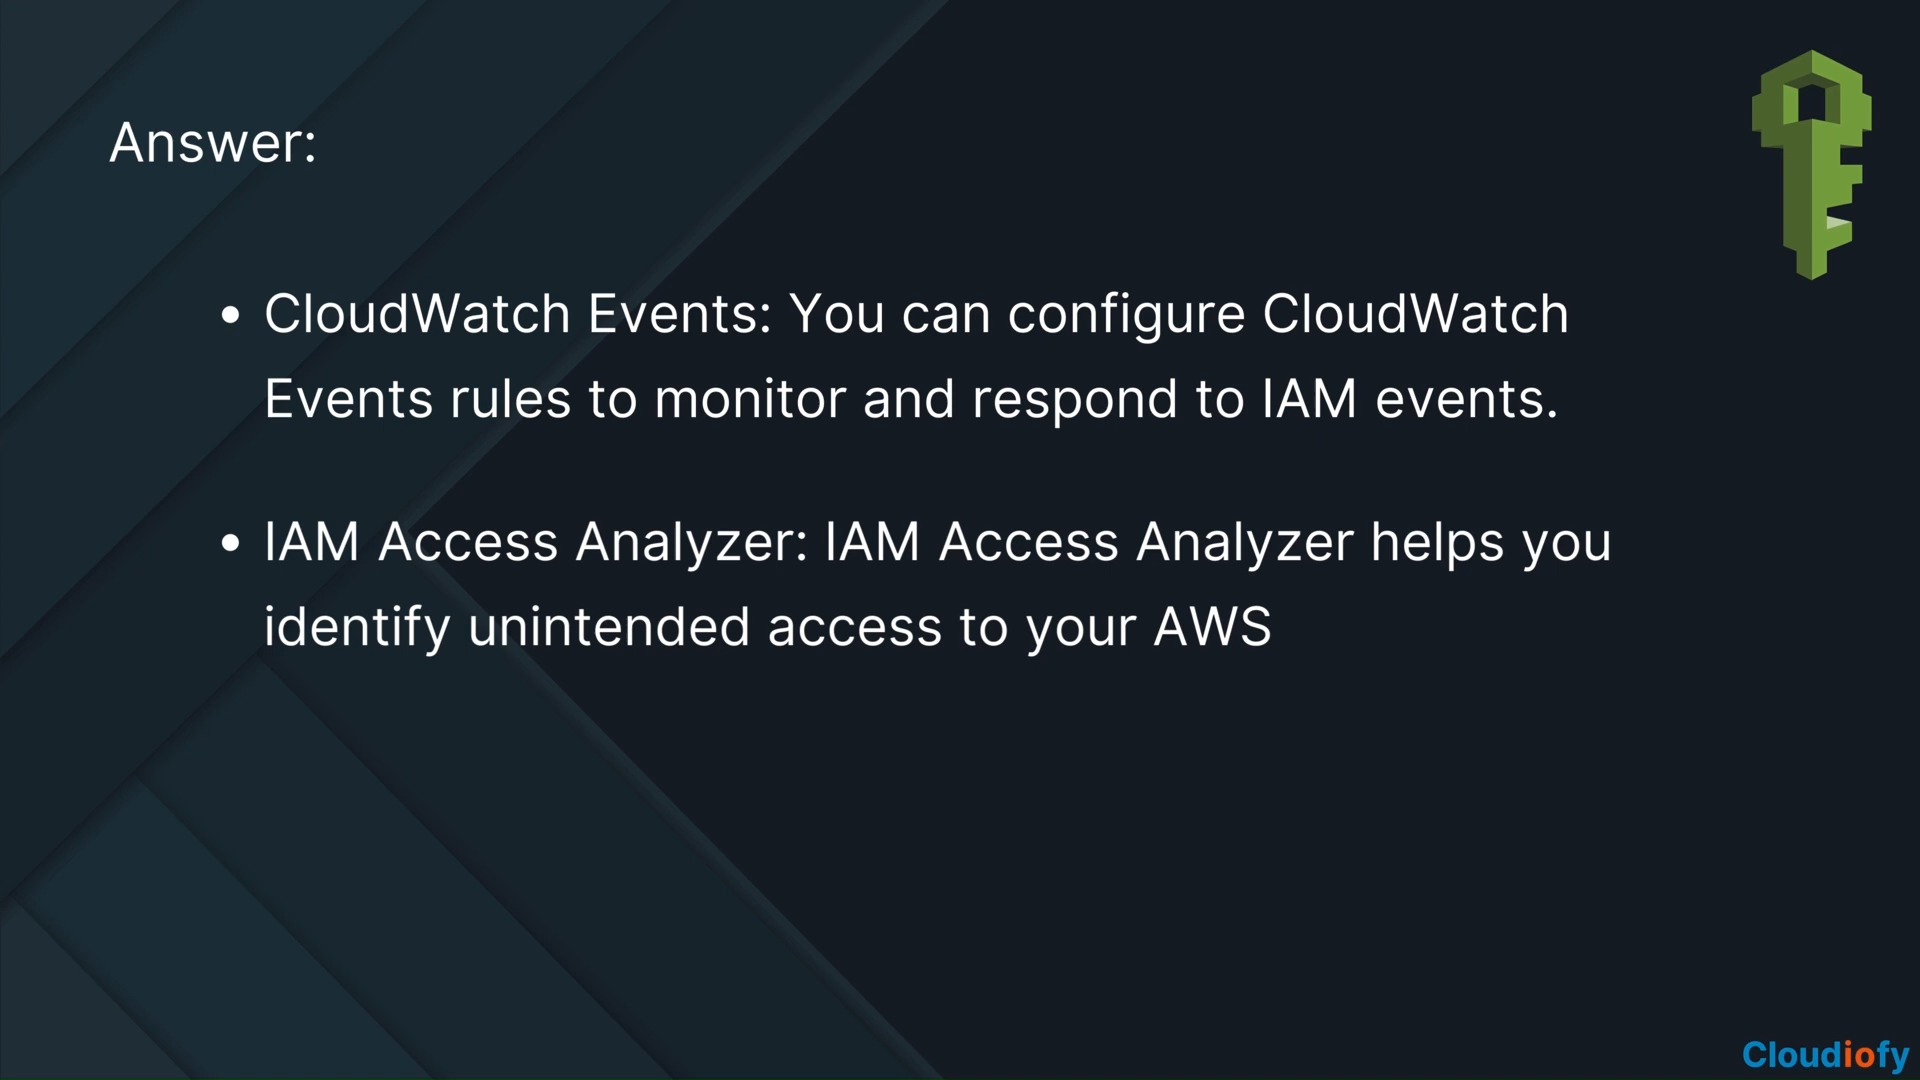 Answer:
• CloudWatch Events: You can configure CloudWatch
Events rules to monitor and respond to IAM events.
• IAM Access Analyzer: IAM Access Analyzer helps you
identify unintended access to your AWS
Cloudiofy